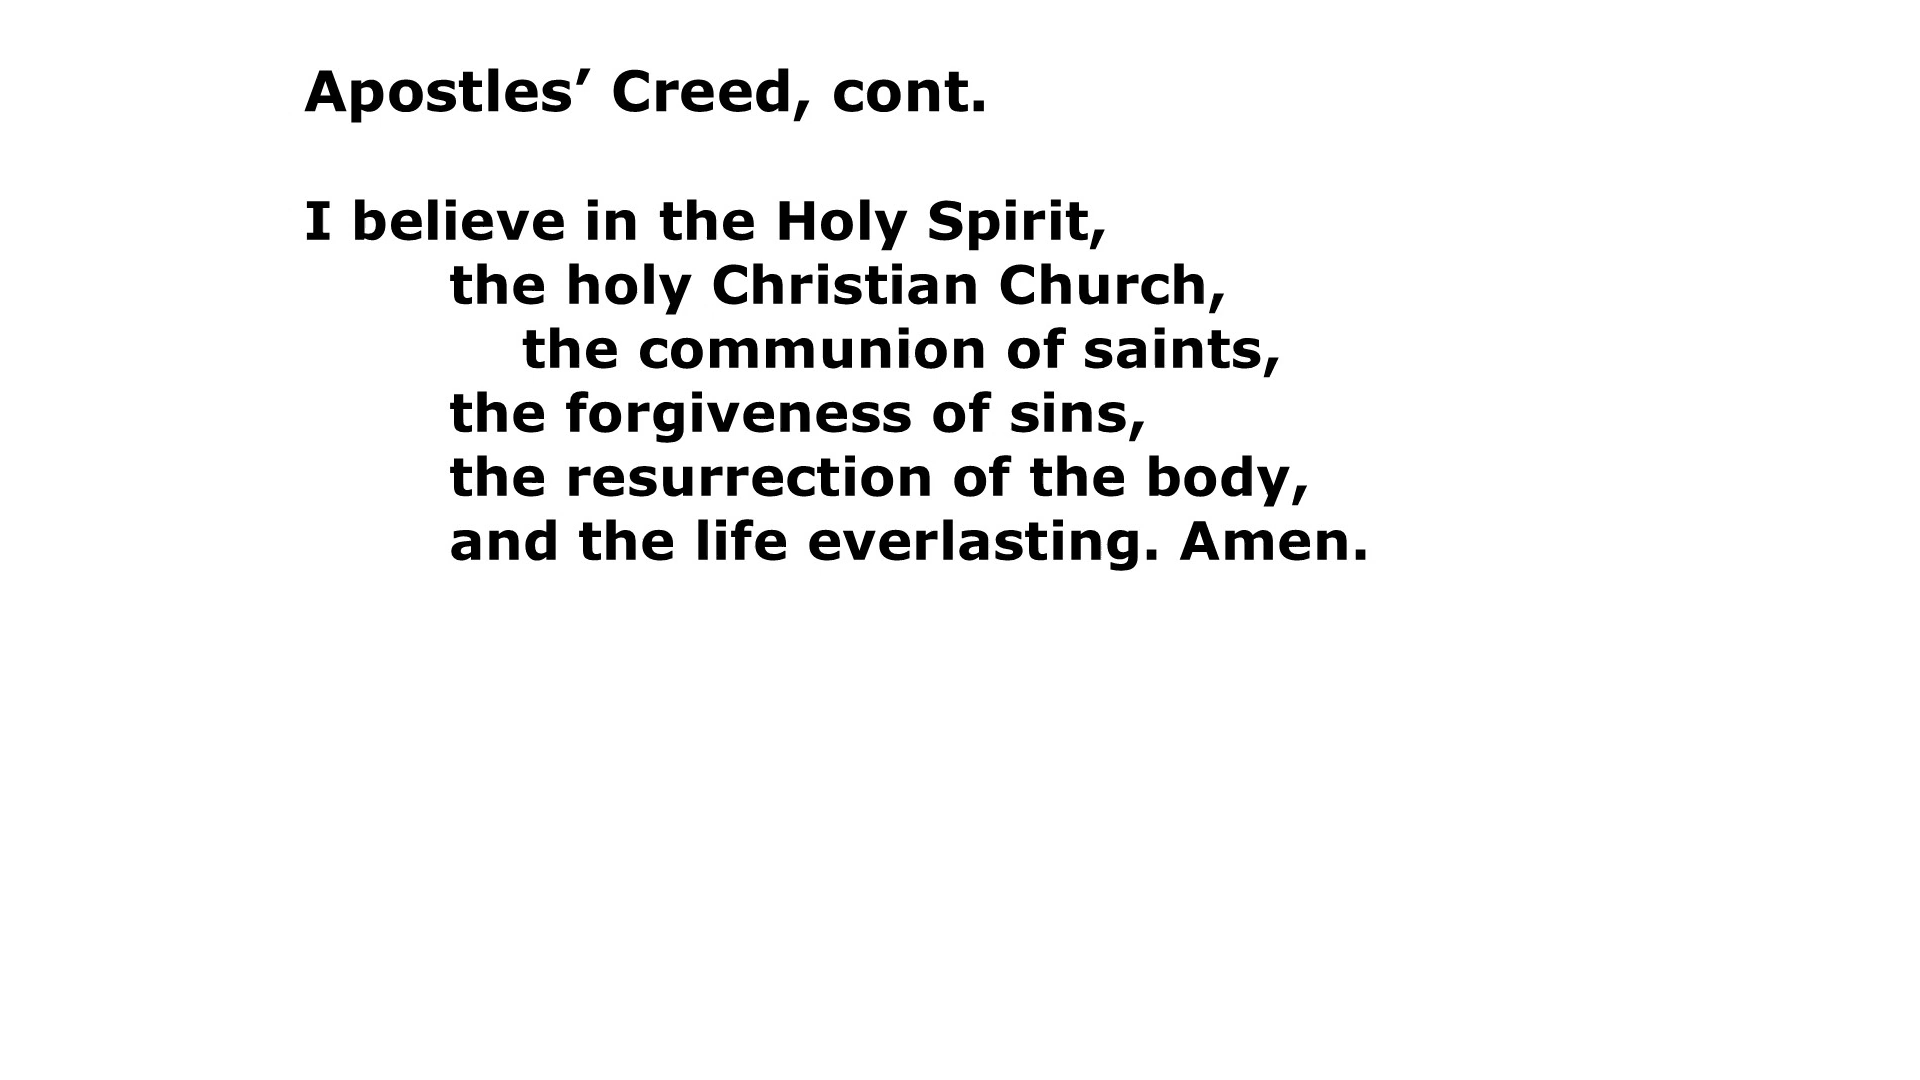 Apostles’ Creed, cont.
I believe in the Holy Spirit,
the holy Christian Church,
the communion of saints,
the forgiveness of sins,
the resurrection of the body,
and the life everlasting. Amen.